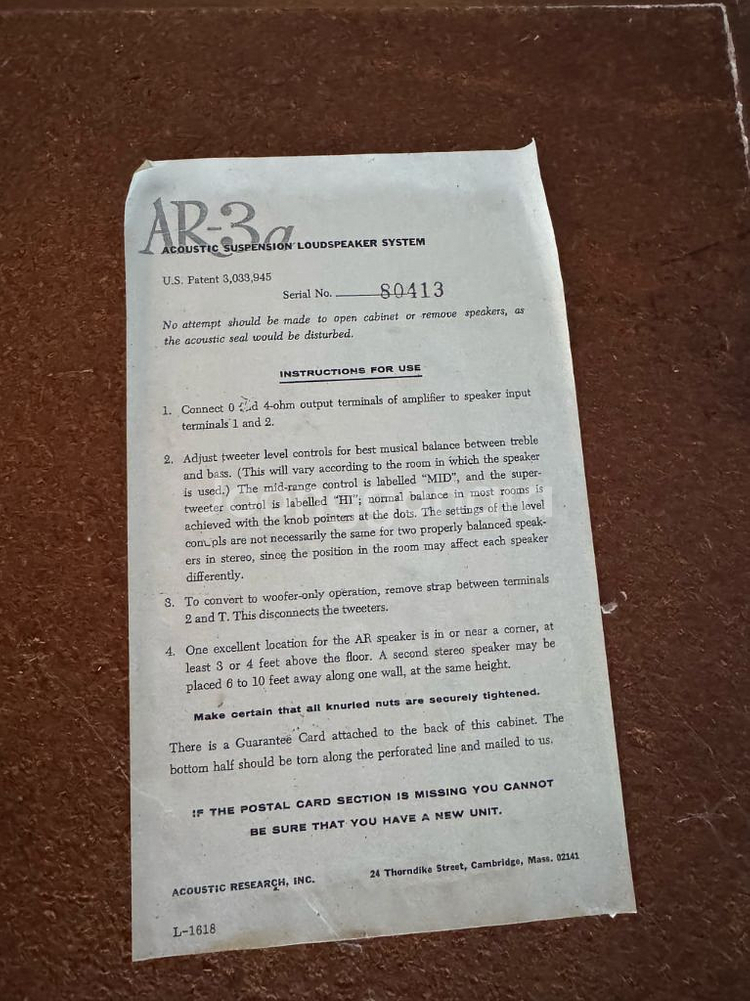 AR-3a
ACOUSTIC SUSPENSION LOUDSPEAKER SYSTEM
U.S. Patent 3,033,945
Serial No. 80413
No attempt should be made to open cabinet or remove speakers, as
the acoustic seal would be disturbed.
INSTRUCTIONS FOR USE
1. Connect 0 4-ohm output terminals of amplifier to speaker input
terminals 1 and 2.
2. Adjust tweeter level controls for best musical balance between treble
and bass. (This will vary according to the room in which the speaker
is used.) The mid-range control is labelled “MID”, and the super-
tweeter control is labelled “HI”; normal balance in most rooms is
achieved with the knob pointers at the dots. The settings of the level
are not necessarily the same for two properly balanced speak-
ers in stereo, since the position in the room may affect each speaker
differently.
3. To convert to woofer-only operation, remove strap between terminals
2 and T. This disconnects the tweeters.
4. One excellent location for the AR speaker is in or near a corner, at
least 3 or 4 feet above the floor. A second stereo speaker may be
placed 6 to 10 feet away along one wall, at the same height.
Make certain that all knurled nuts are securely tightened.
There is a Guarantee Card attached to the back of this cabinet. The
bottom half should be torn along the perforated line and mailed to us.
IF THE POSTAL CARD SECTION IS MISSING YOU CANNOT
BE SURE THAT YOU HAVE A NEW UNIT.
ACOUSTIC RESEARCH, INC. 24 Thorndike Street, Cambridge, Mass. 02141
L-1618